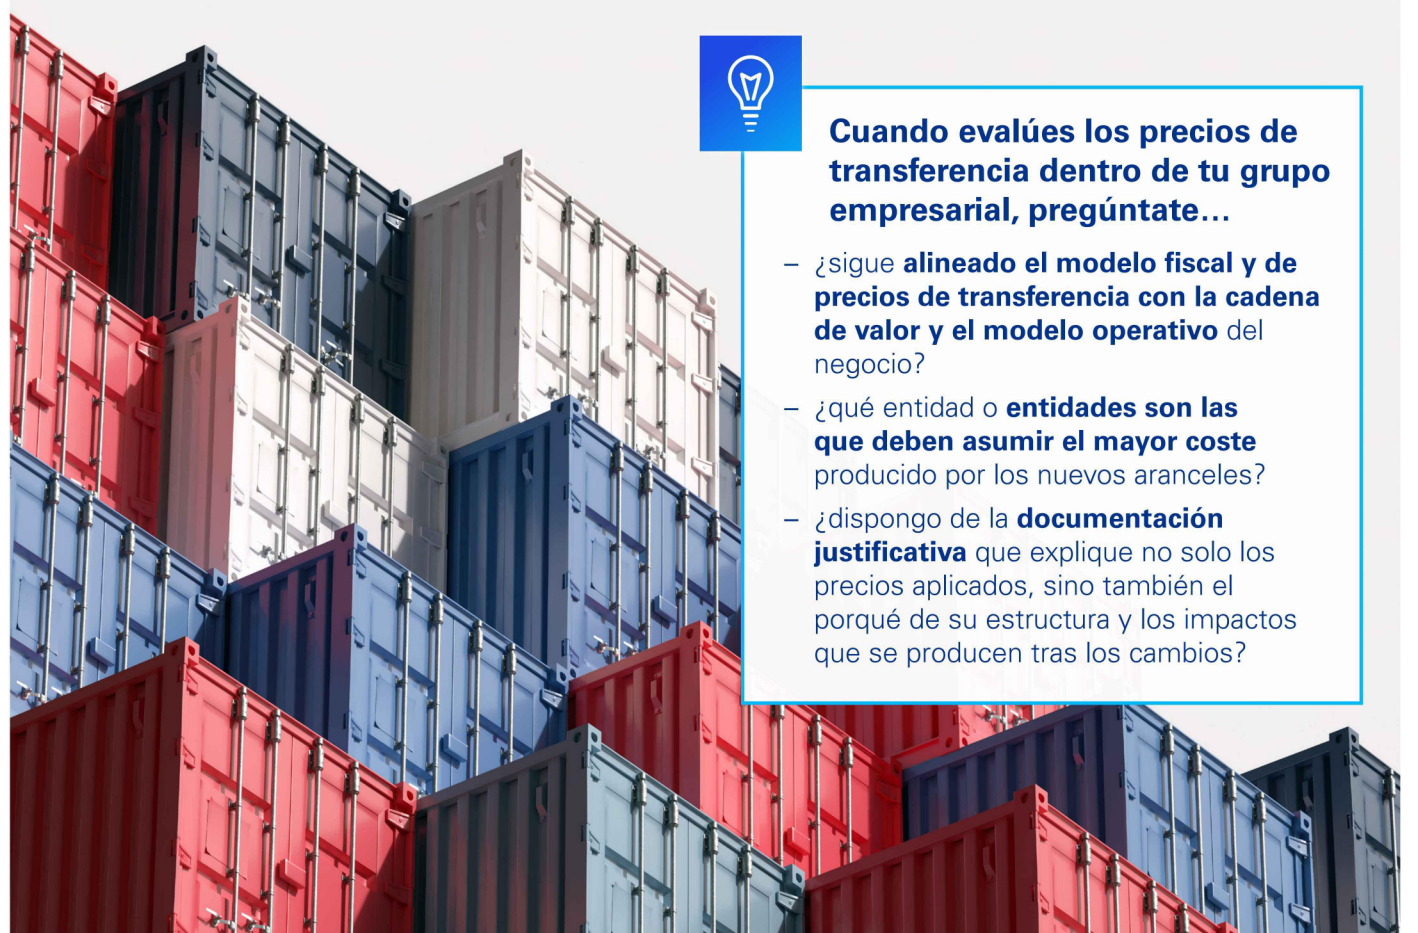 Cuando evalúes los precios de
transferencia dentro de tu grupo
empresarial, pregúntate...
– ¿sigue alineado el modelo fiscal y de
precios de transferencia con la cadena
de valor y el modelo operativo del
negocio?
– ¿qué entidad o entidades son las
que deben asumir el mayor coste
producido por los nuevos aranceles?
– ¿dispongo de la documentación
justificativa que explique no solo los
precios aplicados, sino también el
porqué de su estructura y los impactos
que se producen tras los cambios?